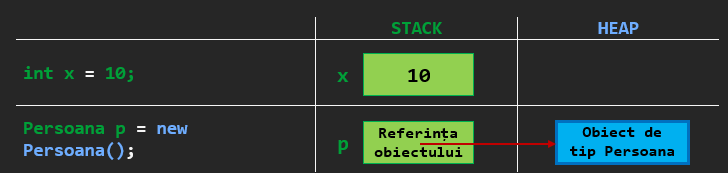 STACK HEAP
int x = 10; x 10
Persoana p = new
Persoana();
p
Referința
obiectului
Obiect de
tip Persoana